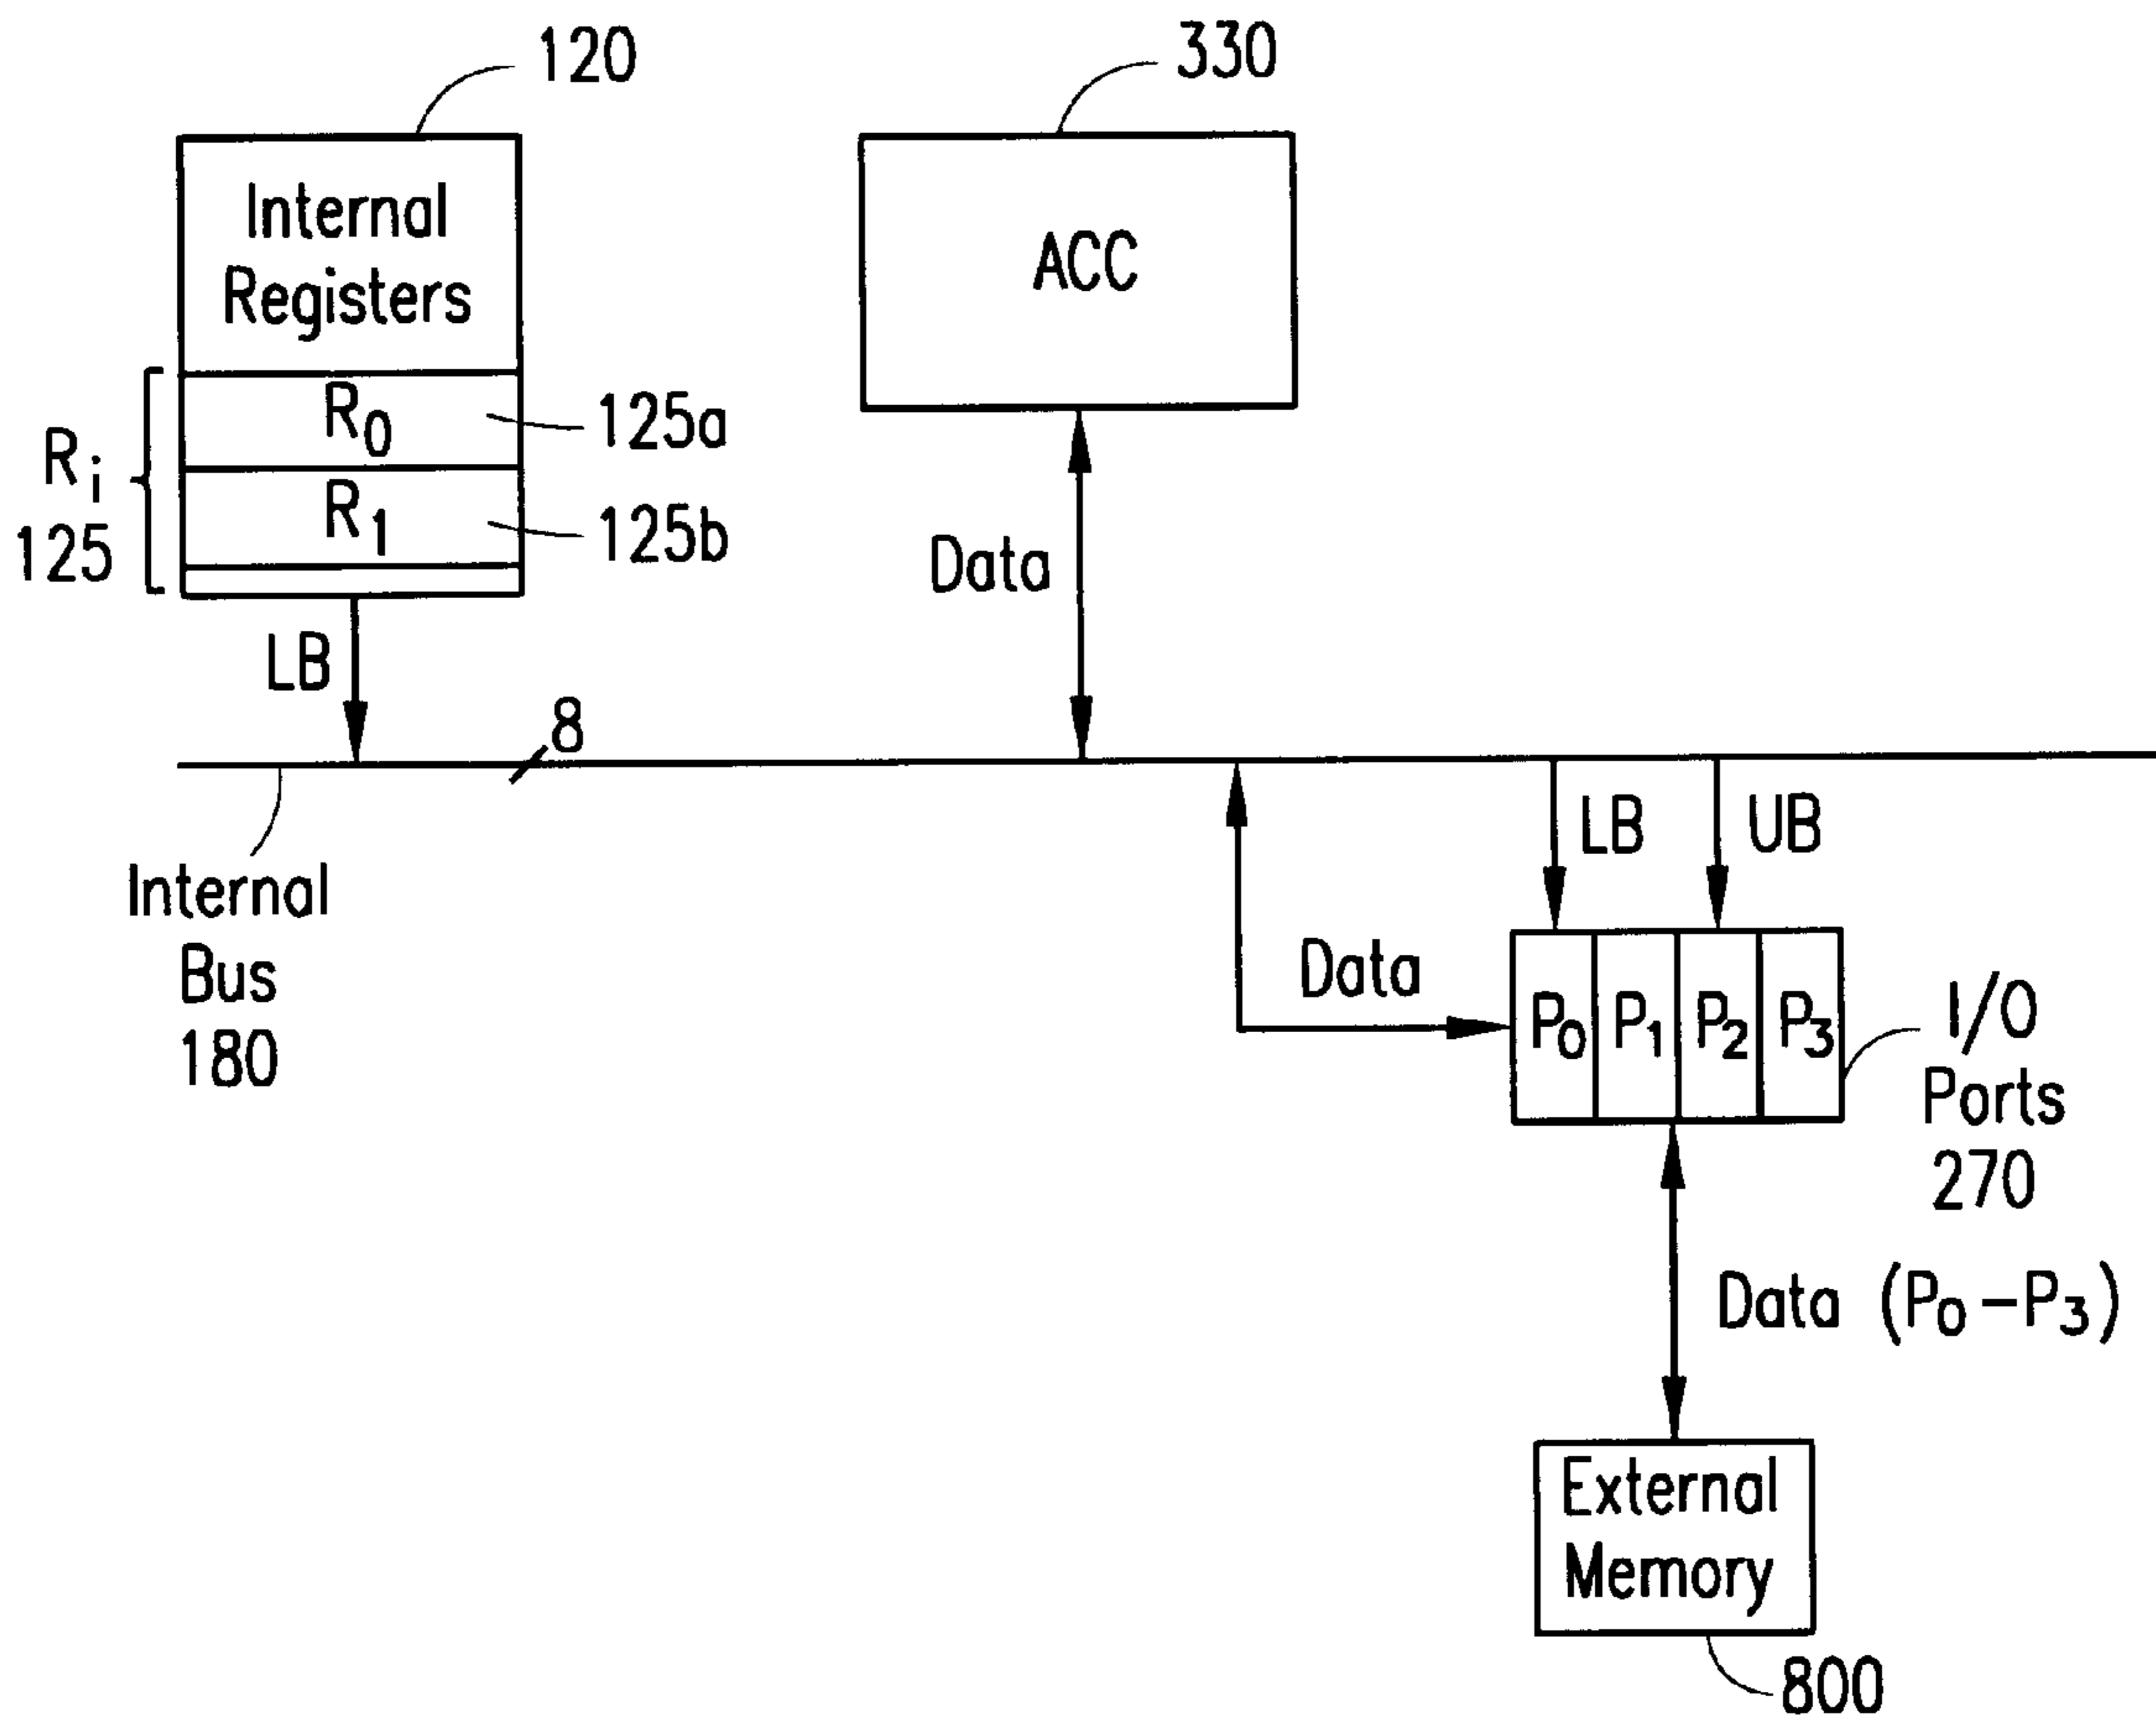 120
330
Internal
Registers
ACC
R0
125a
Ri
125
R1
125b
Data
LB
8
LB
UB
Internal
Bus
180
Data
P0 P1 P2 P3
I/O
Ports
270
Data (P0–P3)
External
Memory
800